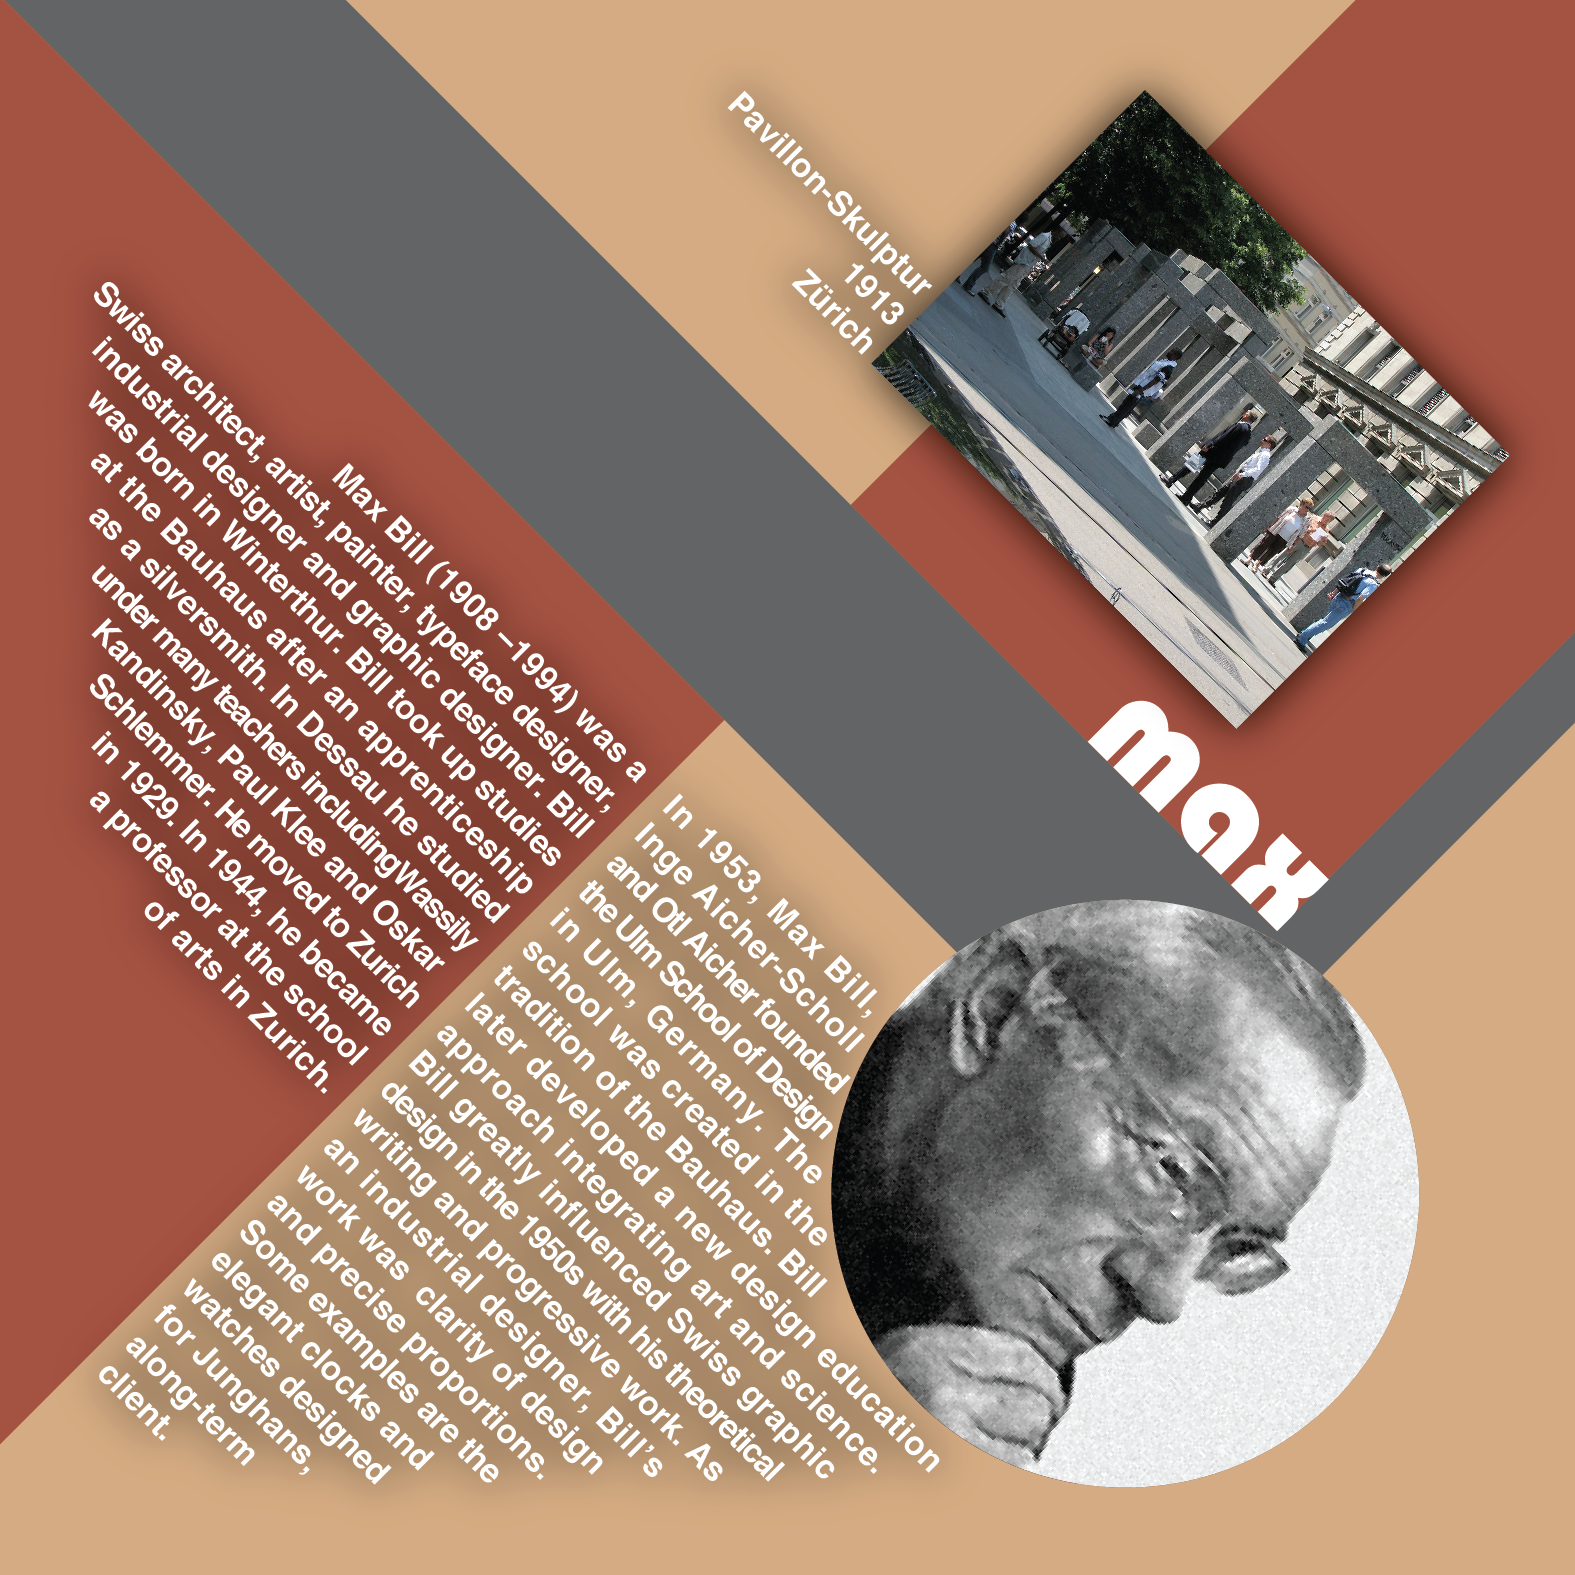 Pavillon-Skulptur
1913
Zürich
max
Max Bill (1908 –1994) was a
Swiss architect, artist, painter, typeface designer,
industrial designer and graphic designer. Bill
was born in Winterthur. Bill took up studies
at the Bauhaus after an apprenticeship
as a silversmith. In Dessau he studied
under many teachers includingWassily
Kandinsky, Paul Klee and Oskar
Schlemmer. He moved to Zurich
in 1929. In 1944, he became
a professor at the school
of arts in Zurich.
In 1953, Max Bill,
Inge Aicher-Scholl
and Otl Aicher founded
the Ulm School of Design
in Ulm, Germany. The
school was created in the
tradition of the Bauhaus. Bill
later developed a new design education
approach integrating art and science.
Bill greatly influenced Swiss graphic
design in the 1950s with his theoretical
writing and progressive work. As
an industrial designer, Bill’s
work was clarity of design
and precise proportions.
Some examples are the
elegant clocks and
watches designed
for Junghans,
along-term
client.